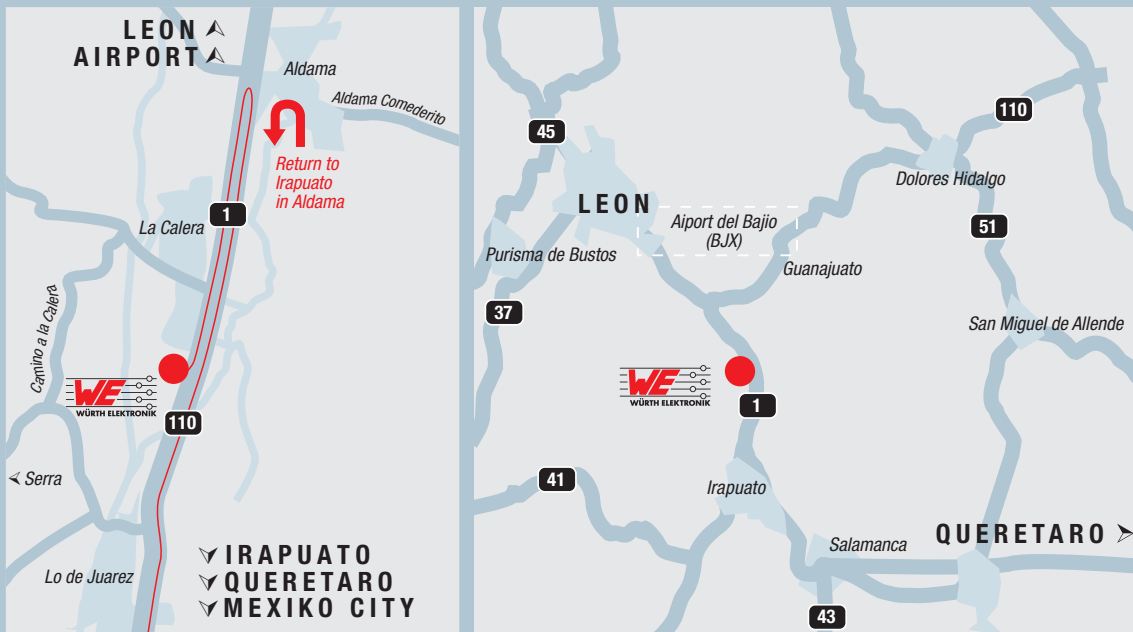 LEON
AIRPORT
Aldama
Aldama Comederito
Return to
Irapuato
in Aldama
1
La Calera
Camino a la Calera
WE
WÜRTH ELEKTRONIK
110
Serra
Lo de Juarez
IRAPUATO
QUERETARO
MEXIKO CITY
45
110
Dolores Hidalgo
LEON
Aiport del Bajio
(BJX)
51
Purisma de Bustos
Guanajuato
37
San Miguel de Allende
WE
WÜRTH ELEKTRONIK
1
41
Irapuato
QUERETARO
Salamanca
43